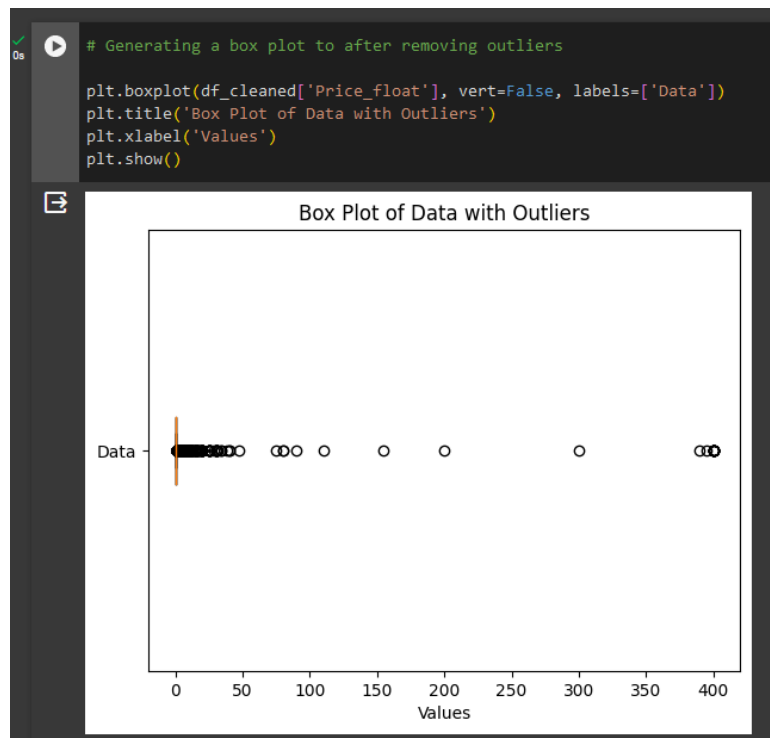 0s
# Generating a box plot to after removing outliers
plt.boxplot(df_cleaned['Price_float'], vert=False, labels=['Data'])
plt.title('Box Plot of Data with Outliers')
plt.xlabel('Values')
plt.show()
Box Plot of Data with Outliers
Data
0 50 100 150 200 250 300 350 400
Values